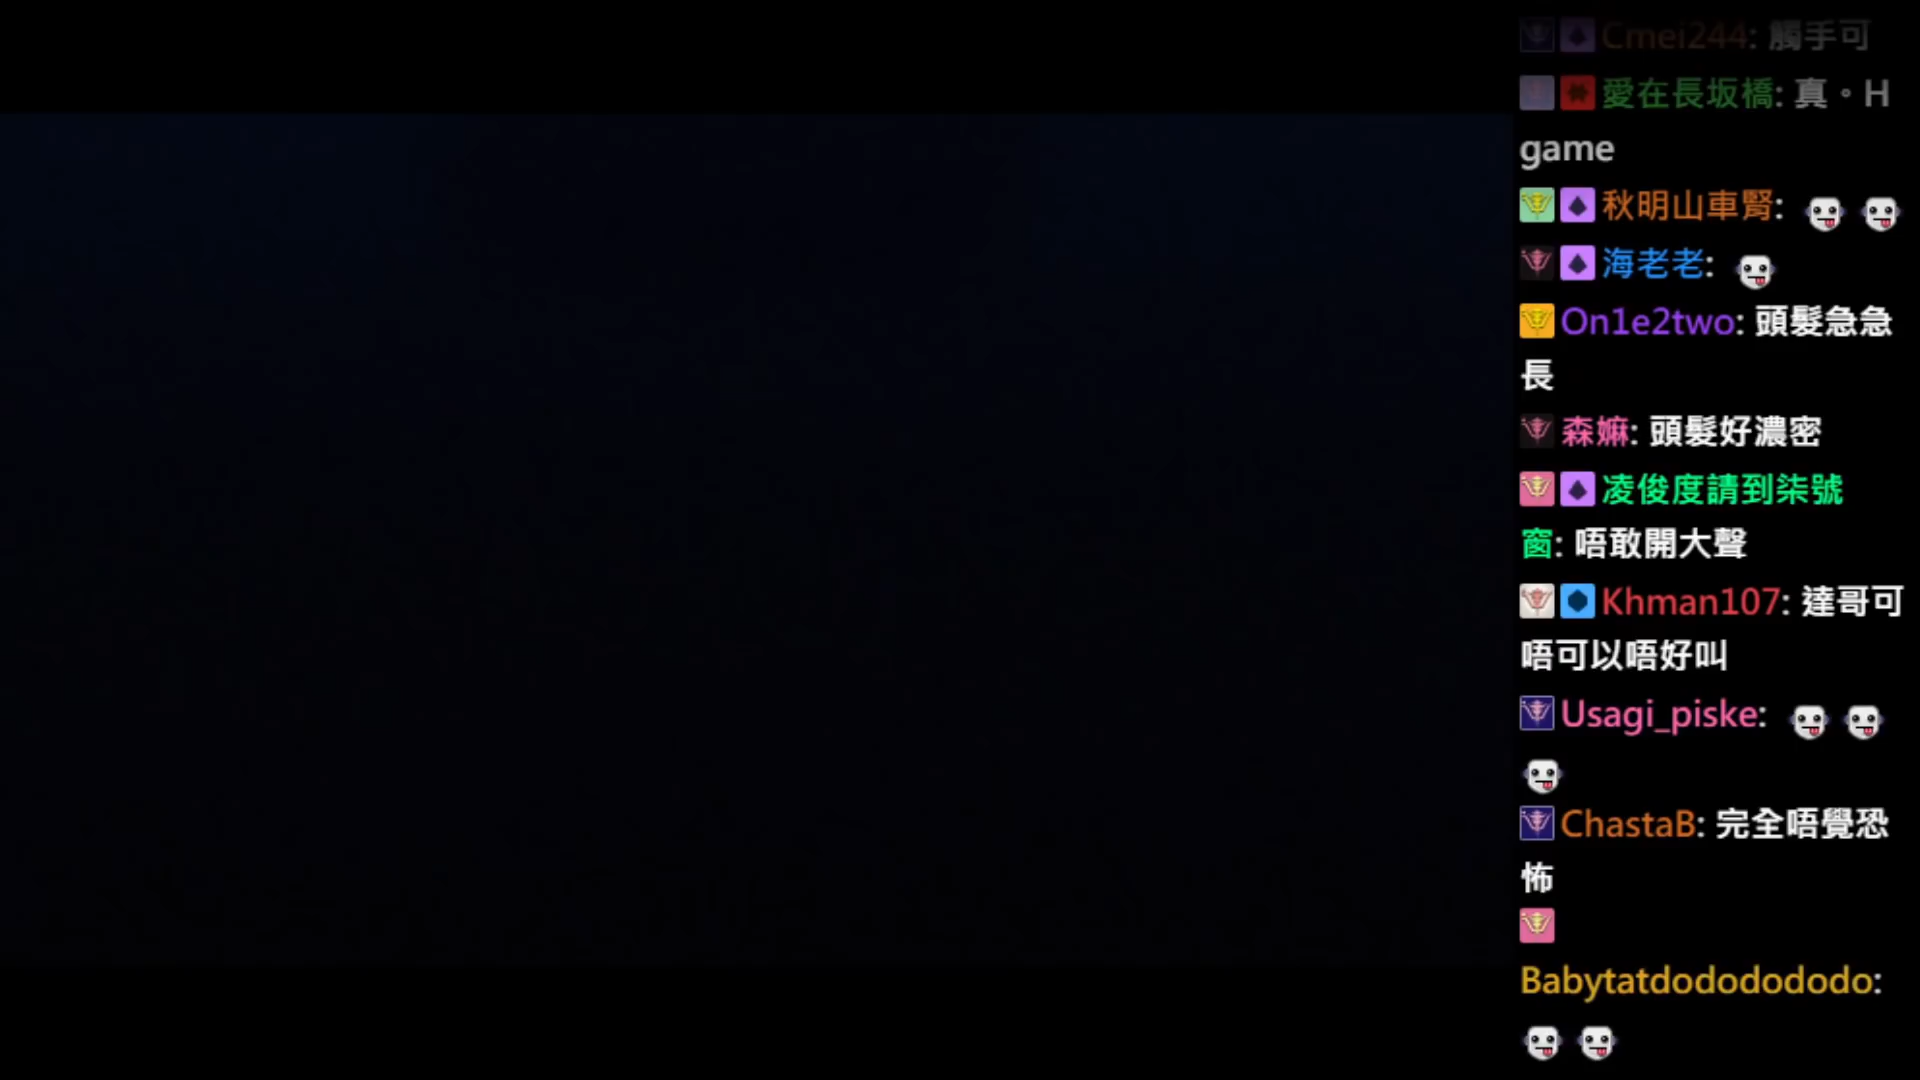 Cmei244: 觸手可
愛在長坂橋: 真。H
game
秋明山車腎:
海老老:
On1e2two: 頭髮急急
長
森嫲: 頭髮好濃密
凌俊度請到柒號
窗: 唔敢開大聲
Khman107: 達哥可
唔可以唔好叫
Usagi_piske:
ChastaB: 完全唔覺恐
怖
Babytatdodododododo: